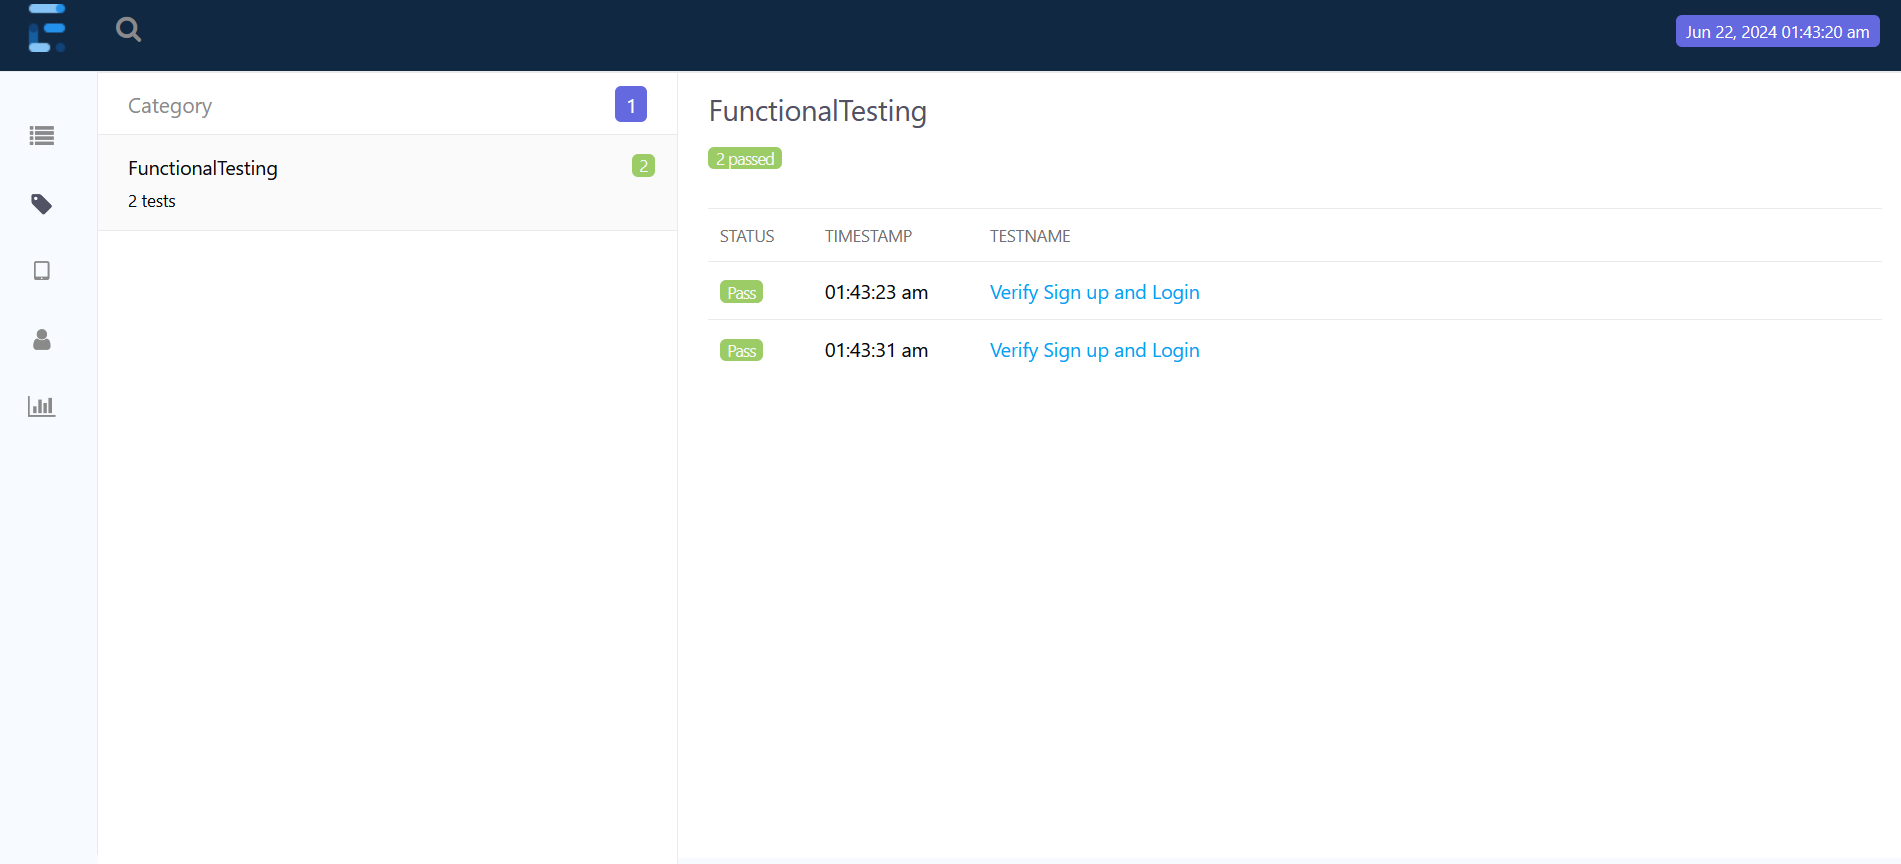 Jun 22, 2024 01:43:20 am
Category
1
FunctionalTesting
2
2 tests
FunctionalTesting
2 passed
STATUS TIMESTAMP TESTNAME
Pass 01:43:23 am Verify Sign up and Login
Pass 01:43:31 am Verify Sign up and Login